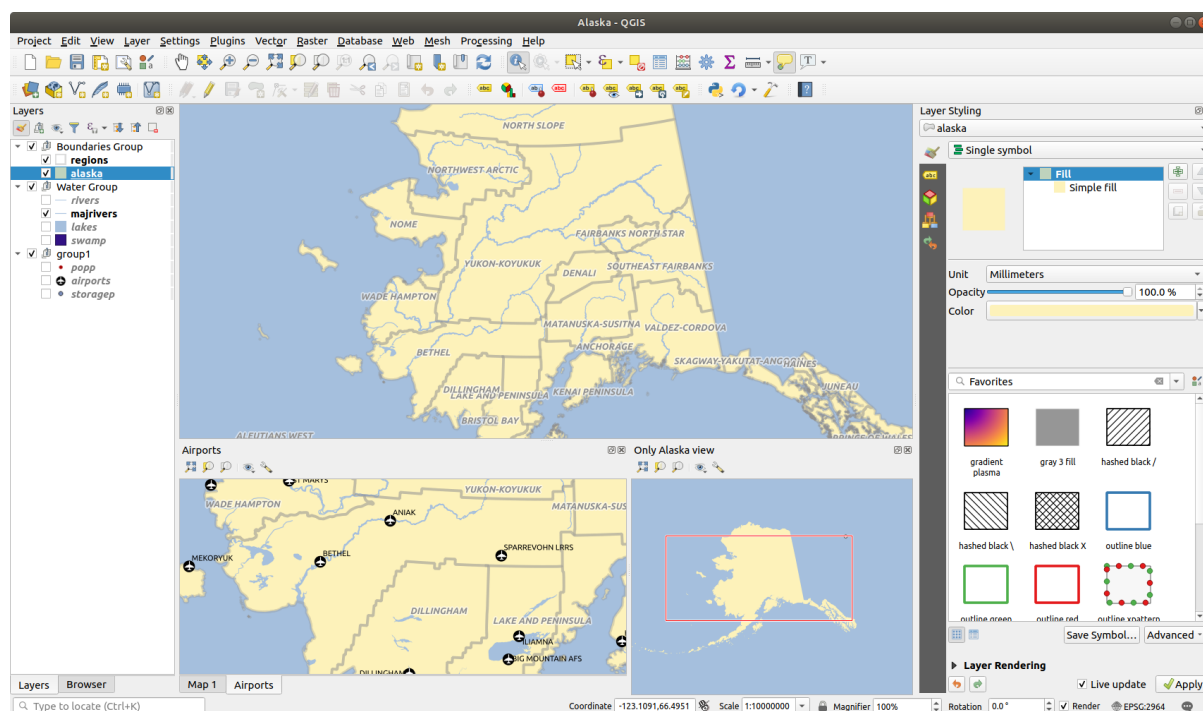 Alaska - QGIS
Project Edit View Layer Settings Plugins Vector Raster Database Web Mesh Processing Help
Layers
Boundaries Group
regions
alaska
Water Group
rivers
majrivers
lakes
swamp
group1
popp
airports
storagep
Layers Browser
NORTH SLOPE
NORTHWEST ARCTIC
NOME
FAIRBANKS NORTH STAR
YUKON-KOYUKUK
DENALI
SOUTHEAST FAIRBANKS
WADE HAMPTON
MATANUSKA-SUSITNA
VALDEZ-CORDOVA
BETHEL
ANCHORAGE
HAINES
DILLINGHAM
LAKE AND PENINSULA
KENAI PENINSULA
JUNEAU
BRISTOL BAY
ALEUTIANS WEST
Airports
WADE HAMPTON
YUKON-KOYUKUK
MATANUSKA-SUS
ANIAK
MEKORYUK
BETHEL
SPARREVOHN LRRS
DILLINGHAM
LAKE AND PENINSULA
ILIAMNA
BIG MOUNTAIN AFS
DILLINGHAM
Map 1 Airports
Only Alaska view
Layer Styling
alaska
Single symbol
Fill
Simple fill
Unit Millimeters
Opacity 100.0 %
Color
Favorites
gradient plasma
gray 3 fill
hashed black /
hashed black \
hashed black X
outline blue
outline green
outline red
outline xpattern
Save Symbol... Advanced
Layer Rendering
Live update Apply
Type to locate (Ctrl+K)
Coordinate -123.1091,66.4951 Scale 1:10000000 Magnifier 100% Rotation 0.0° Render EPSG:2964